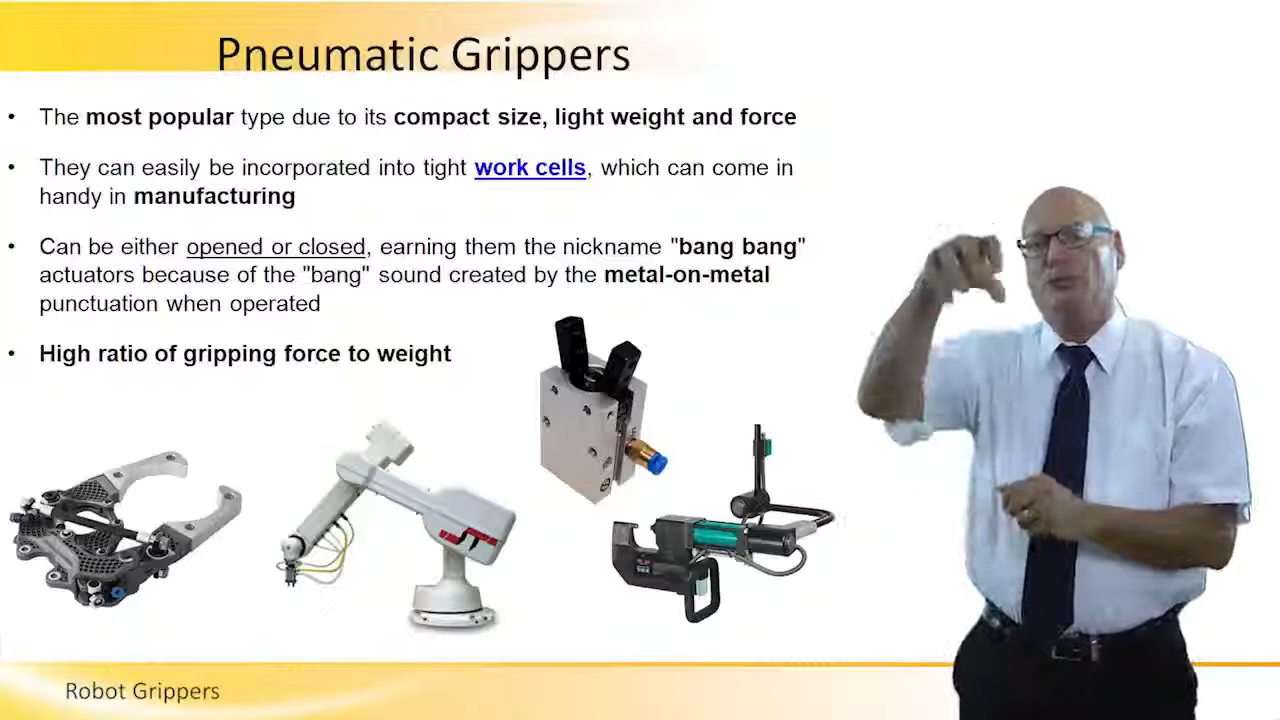 Pneumatic Grippers
• The most popular type due to its compact size, light weight and force
• They can easily be incorporated into tight work cells, which can come in
handy in manufacturing
• Can be either opened or closed, earning them the nickname "bang bang"
actuators because of the "bang" sound created by the metal-on-metal
punctuation when operated
• High ratio of gripping force to weight
Robot Grippers